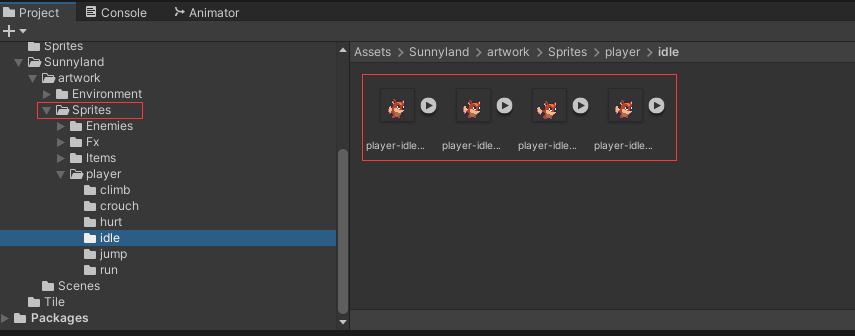 Project
Console
Animator
Sprites
Sunnyland
artwork
Environment
Sprites
Enemies
Fx
Items
player
climb
crouch
hurt
idle
jump
run
Scenes
Tile
Packages
Assets > Sunnyland > artwork > Sprites > player > idle
player-idle... player-idle... player-idle... player-idle...